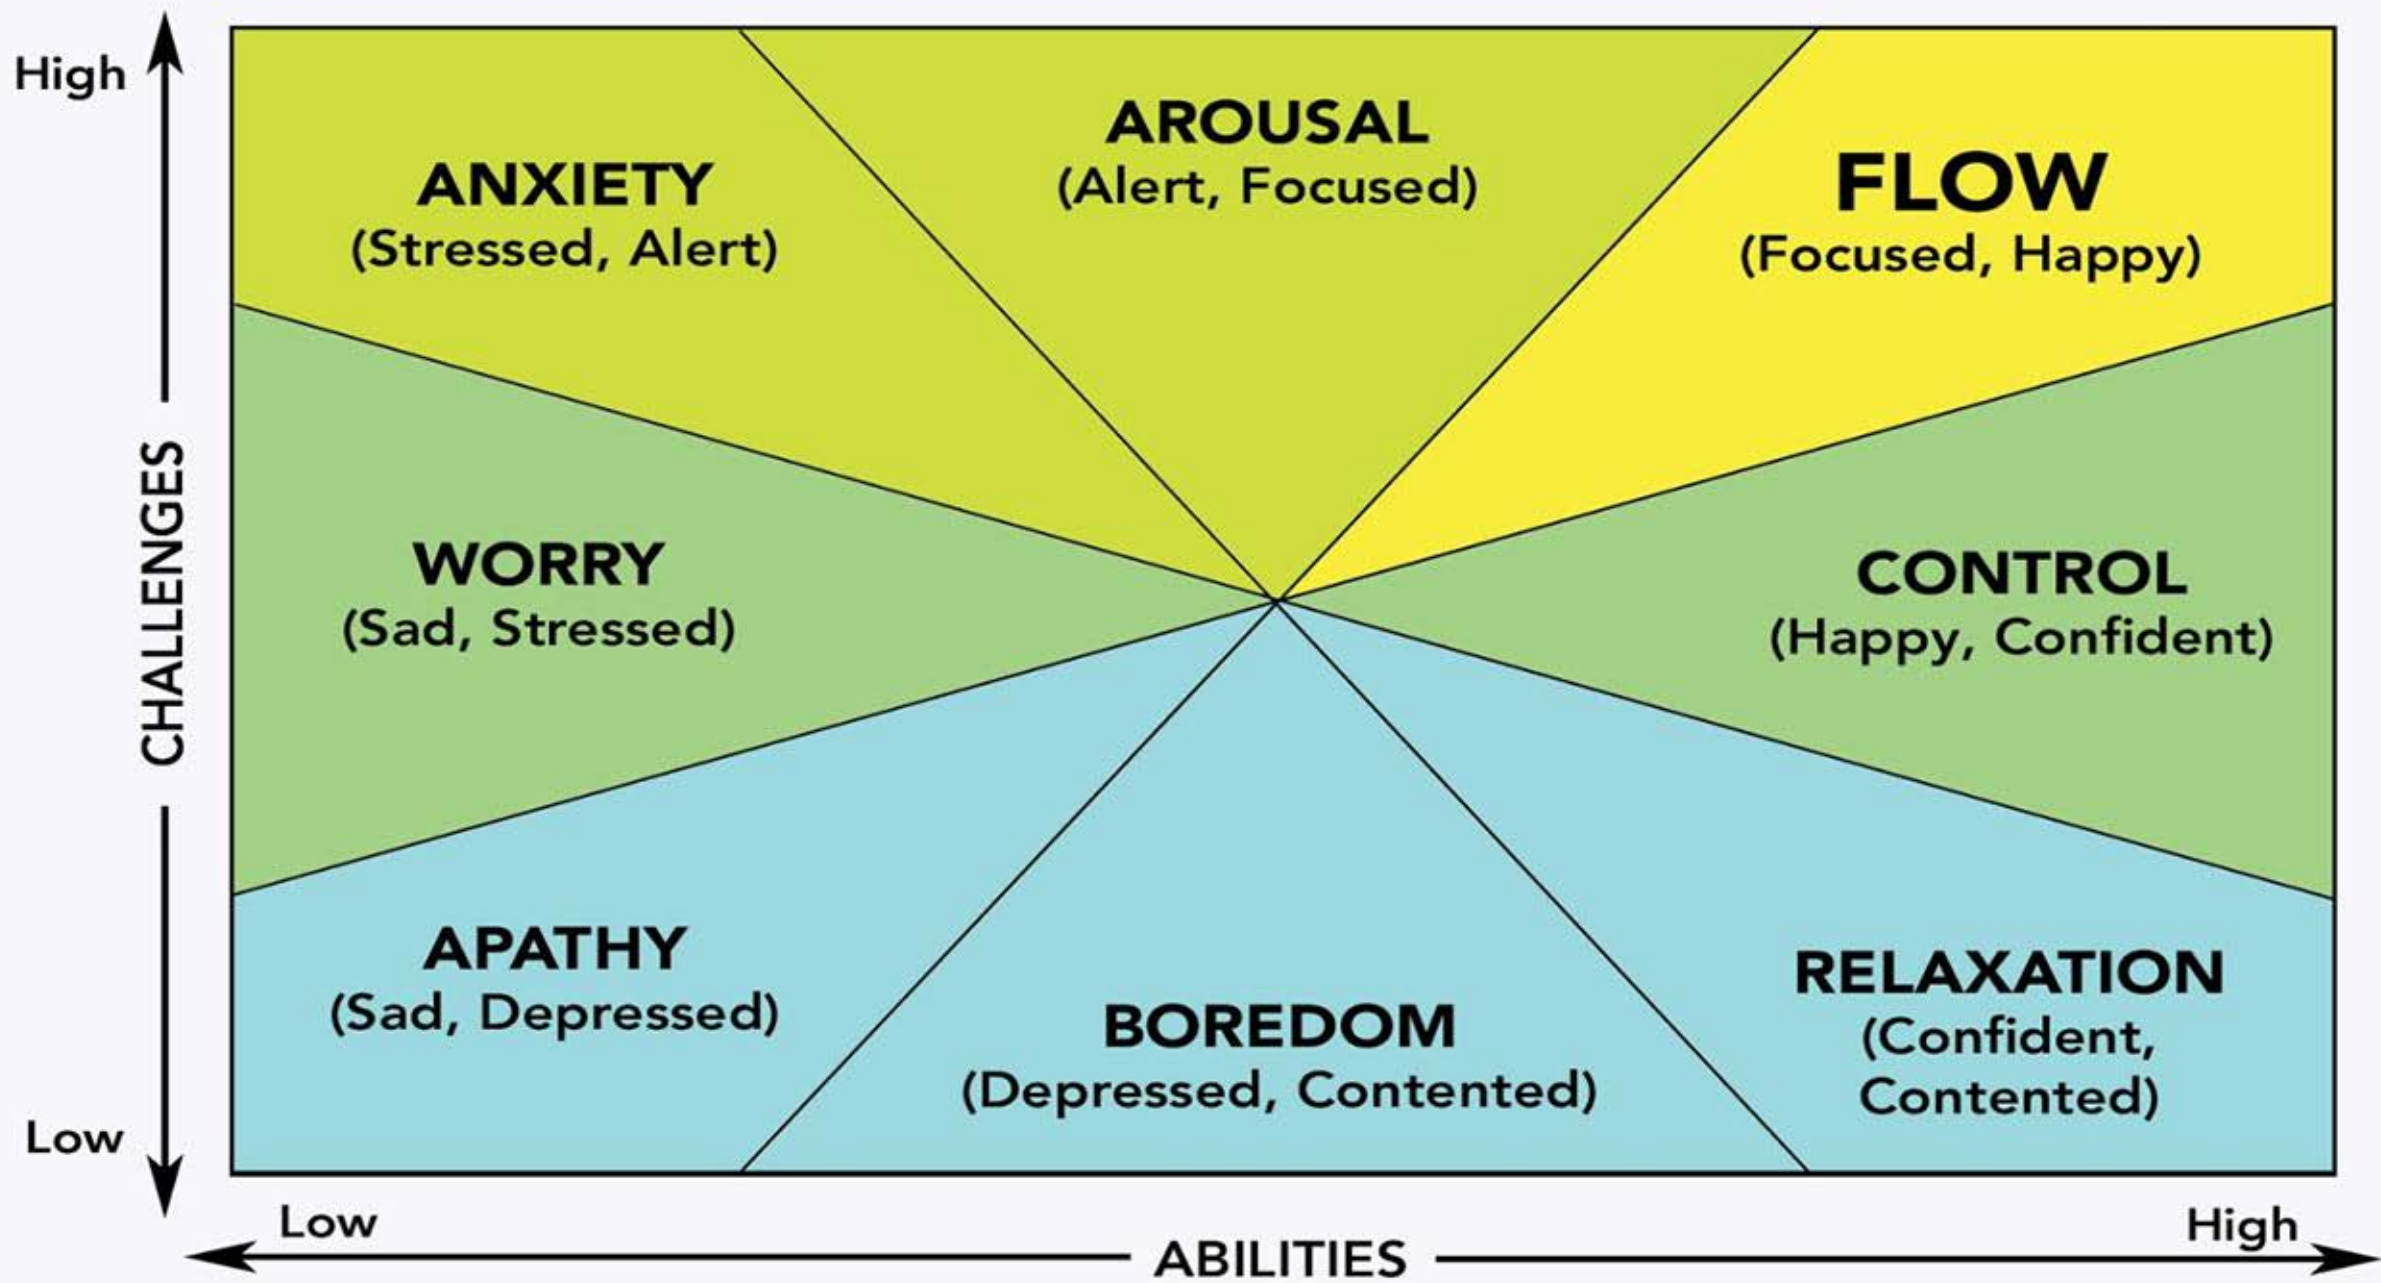 High
ANXIETY
(Stressed, Alert)
AROUSAL
(Alert, Focused)
FLOW
(Focused, Happy)
CHALLENGES
WORRY
(Sad, Stressed)
CONTROL
(Happy, Confident)
APATHY
(Sad, Depressed)
BOREDOM
(Depressed, Contented)
RELAXATION
(Confident,
Contented)
Low
Low
ABILITIES
High